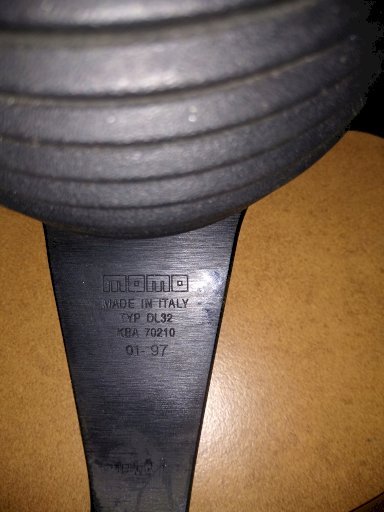 momo
MADE IN ITALY
TYP DL32
KBA 70210
01-97